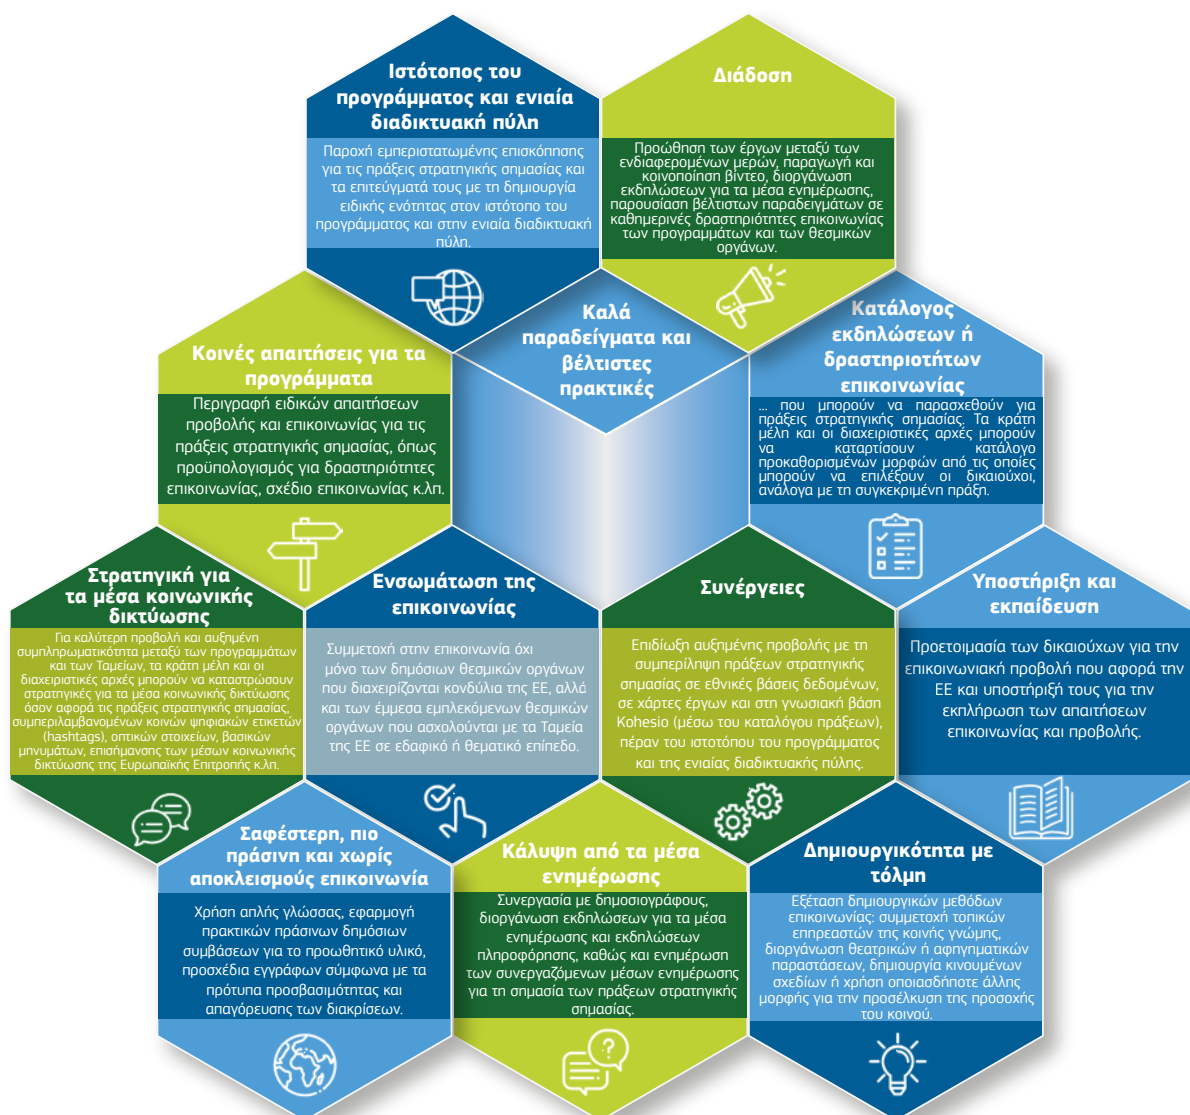 Ιστότοπος του
προγράμματος και ενιαία
διαδικτυακή πύλη
Παροχή εμπεριστατωμένης επισκόπησης
για τις πράξεις στρατηγικής σημασίας και
τα επιτεύγματά τους με τη δημιουργία
ειδικής ενότητας στον ιστότοπο του
προγράμματος και στην ενιαία διαδικτυακή
πύλη.
Διάδοση
Προώθηση των έργων μεταξύ των
ενδιαφερομένων μερών, παραγωγή και
κοινοποίηση βίντεο, διοργάνωση
εκδηλώσεων για τα μέσα ενημέρωσης,
παρουσίαση βέλτιστων παραδειγμάτων σε
καθημερινές δραστηριότητες επικοινωνίας
των προγραμμάτων και των θεσμικών
οργάνων.
Κοινές απαιτήσεις για τα
προγράμματα
Περιγραφή ειδικών απαιτήσεων
προβολής και επικοινωνίας για τις
πράξεις στρατηγικής σημασίας, όπως
προϋπολογισμός για δραστηριότητες
επικοινωνίας, σχέδιο επικοινωνίας κ.λπ.
Καλά
παραδείγματα και
βέλτιστες
πρακτικές
Κατάλογος
εκδηλώσεων ή
δραστηριοτήτων
επικοινωνίας
... που μπορούν να παρασχεθούν για
πράξεις στρατηγικής σημασίας. Τα κράτη
μέλη και οι διαχειριστικές αρχές μπορούν
να καταρτίσουν κατάλογο
προκαθορισμένων μορφών από τις οποίες
μπορούν να επιλέξουν οι δικαιούχοι,
ανάλογα με τη συγκεκριμένη πράξη.
Στρατηγική για
τα μέσα κοινωνικής
δικτύωσης
Για καλύτερη προβολή και αυξημένη
συμπληρωματικότητα μεταξύ των προγραμμάτων
και των Ταμείων, τα κράτη μέλη και οι
διαχειριστικές αρχές μπορούν να καταστρώσουν
στρατηγικές για τα μέσα κοινωνικής δικτύωσης
όσον αφορά τις πράξεις στρατηγικής σημασίας,
συμπεριλαμβανομένων κοινών ψηφιακών ετικετών
(hashtags), οπτικών στοιχείων, βασικών
μηνυμάτων, επισήμανσης των μέσων κοινωνικής
δικτύωσης της Ευρωπαϊκής Επιτροπής κ.λπ.
Ενσωμάτωση της
επικοινωνίας
Συμμετοχή στην επικοινωνία όχι
μόνο των δημόσιων θεσμικών οργάνων
που διαχειρίζονται κονδύλια της ΕΕ, αλλά
και των έμμεσα εμπλεκόμενων θεσμικών
οργάνων που ασχολούνται με τα Ταμεία
της ΕΕ σε εδαφικό ή θεματικό επίπεδο.
Συνέργειες
Επιδίωξη αυξημένης προβολής με τη
συμπερίληψη πράξεων στρατηγικής
σημασίας σε εθνικές βάσεις δεδομένων,
σε χάρτες έργων και στη γνωσιακή βάση
Kohesio (μέσω του καταλόγου πράξεων),
πέραν του ιστοτόπου του προγράμματος
και της ενιαίας διαδικτυακής πύλης.
Υποστήριξη και
εκπαίδευση
Προετοιμασία των δικαιούχων για την
επικοινωνιακή προβολή που αφορά την
ΕΕ και υποστήριξή τους για την
εκπλήρωση των απαιτήσεων
επικοινωνίας και προβολής.
Σαφέστερη, πιο
πράσινη και χωρίς
αποκλεισμούς επικοινωνία
Χρήση απλής γλώσσας, εφαρμογή
πρακτικών πράσινων δημόσιων
συμβάσεων για το προωθητικό υλικό,
προσχέδια εγγράφων σύμφωνα με τα
πρότυπα προσβασιμότητας και
απαγόρευσης των διακρίσεων.
Κάλυψη από τα μέσα
ενημέρωσης
Συνεργασία με δημοσιογράφους,
διοργάνωση εκδηλώσεων για τα μέσα
ενημέρωσης και εκδηλώσεων
πληροφόρησης, καθώς και ενημέρωση
των συνεργαζόμενων μέσων ενημέρωσης
για τη σημασία των πράξεων στρατηγικής
σημασίας.
Δημιουργικότητα με
τόλμη
Εξέταση δημιουργικών μεθόδων
επικοινωνίας: συμμετοχή τοπικών
επηρεαστών της κοινής γνώμης,
διοργάνωση θεατρικών ή αφηγηματικών
παραστάσεων, δημιουργία κινουμένων
σχεδίων ή χρήση οποιασδήποτε άλλης
μορφής για την προσέλκυση της προσοχής
του κοινού.